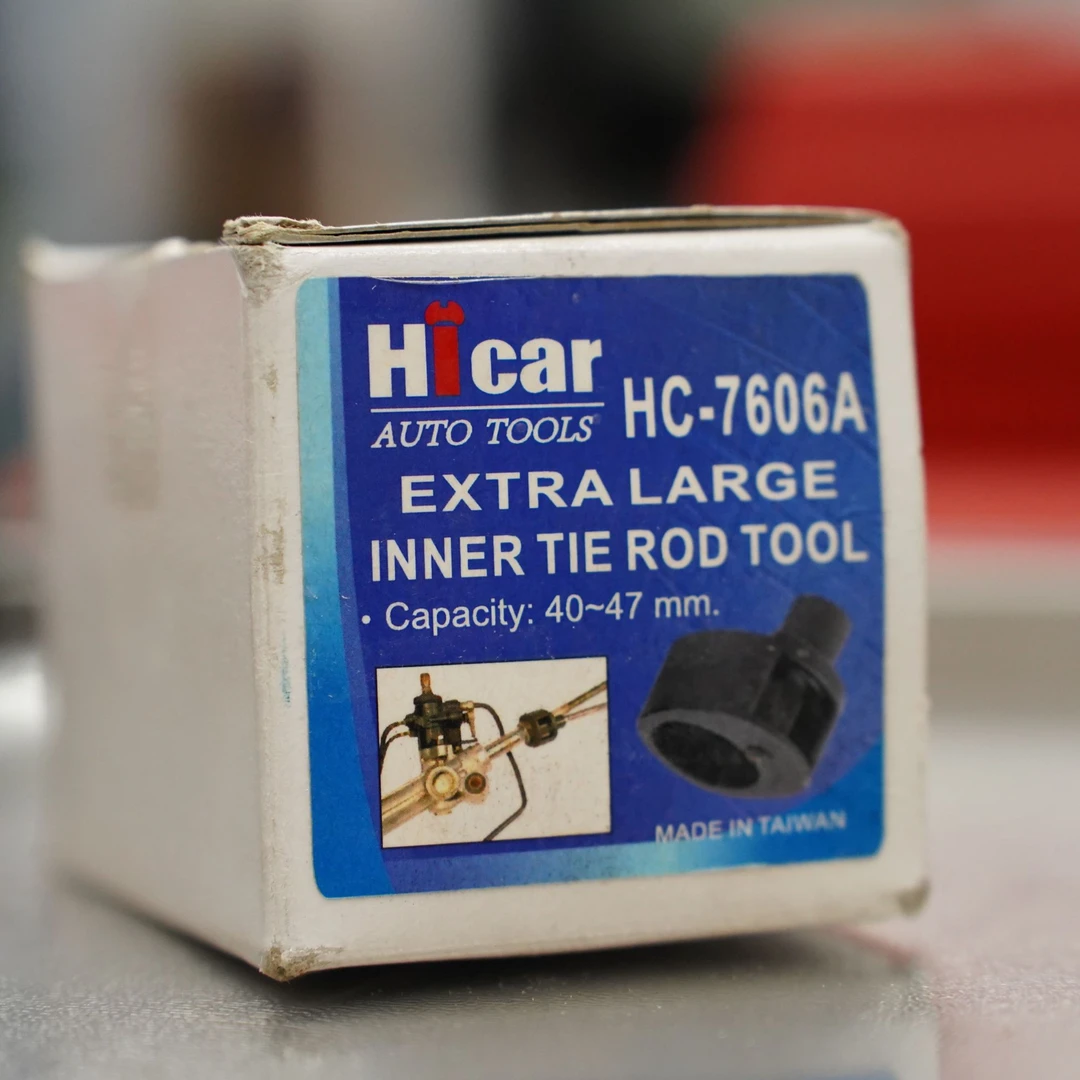 Hicar
AUTO TOOLS
HC-7606A
EXTRA LARGE
INNER TIE ROD TOOL
• Capacity: 40~47 mm.
MADE IN TAIWAN